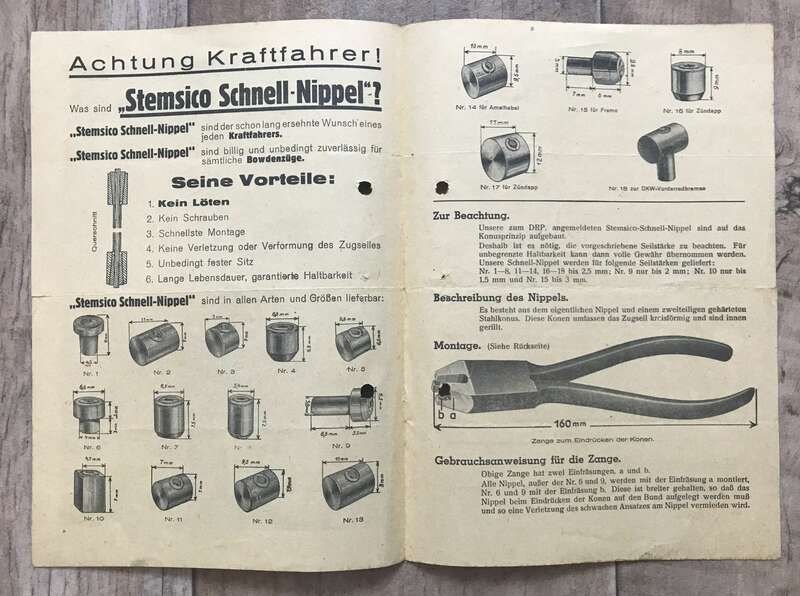 Achtung Kraftfahrer!
Was sind „Stemsico Schnell-Nippel"?
„Stemsico Schnell-Nippel" sind der schon lang ersehnte Wunsch eines
jeden Kraftfahrers.
„Stemsico Schnell-Nippel" sind billig und unbedingt zuverlässig für
sämtliche Bowdenzüge.
Seine Vorteile:
Querschnitt
1. Kein Löten
2. Kein Schrauben
3. Schnellste Montage
4. Keine Verletzung oder Verformung des Zugseiles
5. Unbedingt fester Sitz
6. Lange Lebensdauer, garantierte Haltbarkeit
„Stemsico Schnell-Nippel" sind in allen Arten und Größen lieferbar:
Nr. 1
Nr. 2
Nr. 3
Nr. 4
Nr. 5
Nr. 6
Nr. 7
Nr. 8
Nr. 9
Nr. 10
Nr. 11
Nr. 12
Nr. 13
Nr. 14 für Amalhebel
Nr. 15 für Framo
Nr. 16 für Zündapp
Nr. 17 für Zündapp
Nr. 18 zur DKW-Vorderradbremse
Zur Beachtung.
Unsere zum DRP. angemeldeten Stemsico-Schnell-Nippel sind auf das
Konusprinzip aufgebaut.
Deshalb ist es nötig, die vorgeschriebene Seilstärke zu beachten. Für
unbegrenzte Haltbarkeit kann dann volle Gewähr übernommen werden.
Unsere Schnell-Nippel werden für folgende Seilstärken geliefert:
Nr. 1—8, 11—14, 16—18 bis 2,5 mm; Nr. 9 nur bis 2 mm; Nr. 10 nur bis
1,5 mm und Nr. 15 bis 3 mm.
Beschreibung des Nippels.
Es besteht aus dem eigentlichen Nippel und einem zweiteiligen gehärteten
Stahlkonus. Diese Konen umfassen das Zugseil kreisförmig und sind innen
gerillt.
Montage. (Siehe Rückseite)
b a
160mm
Zange zum Eindrücken der Konen.
Gebrauchsanweisung für die Zange.
Obige Zange hat zwei Einfräsungen, a und b.
Alle Nippel, außer der Nr. 6 und 9, werden mit der Einfräsung a montiert,
Nr. 6 und 9 mit der Einfräsung b. Diese ist breiter gehalten, so daß das
Nippel beim Eindrücken der Konen auf den Bund aufgelegt werden muß
und so eine Verletzung des schwachen Ansatzes am Nippel vermieden wird.